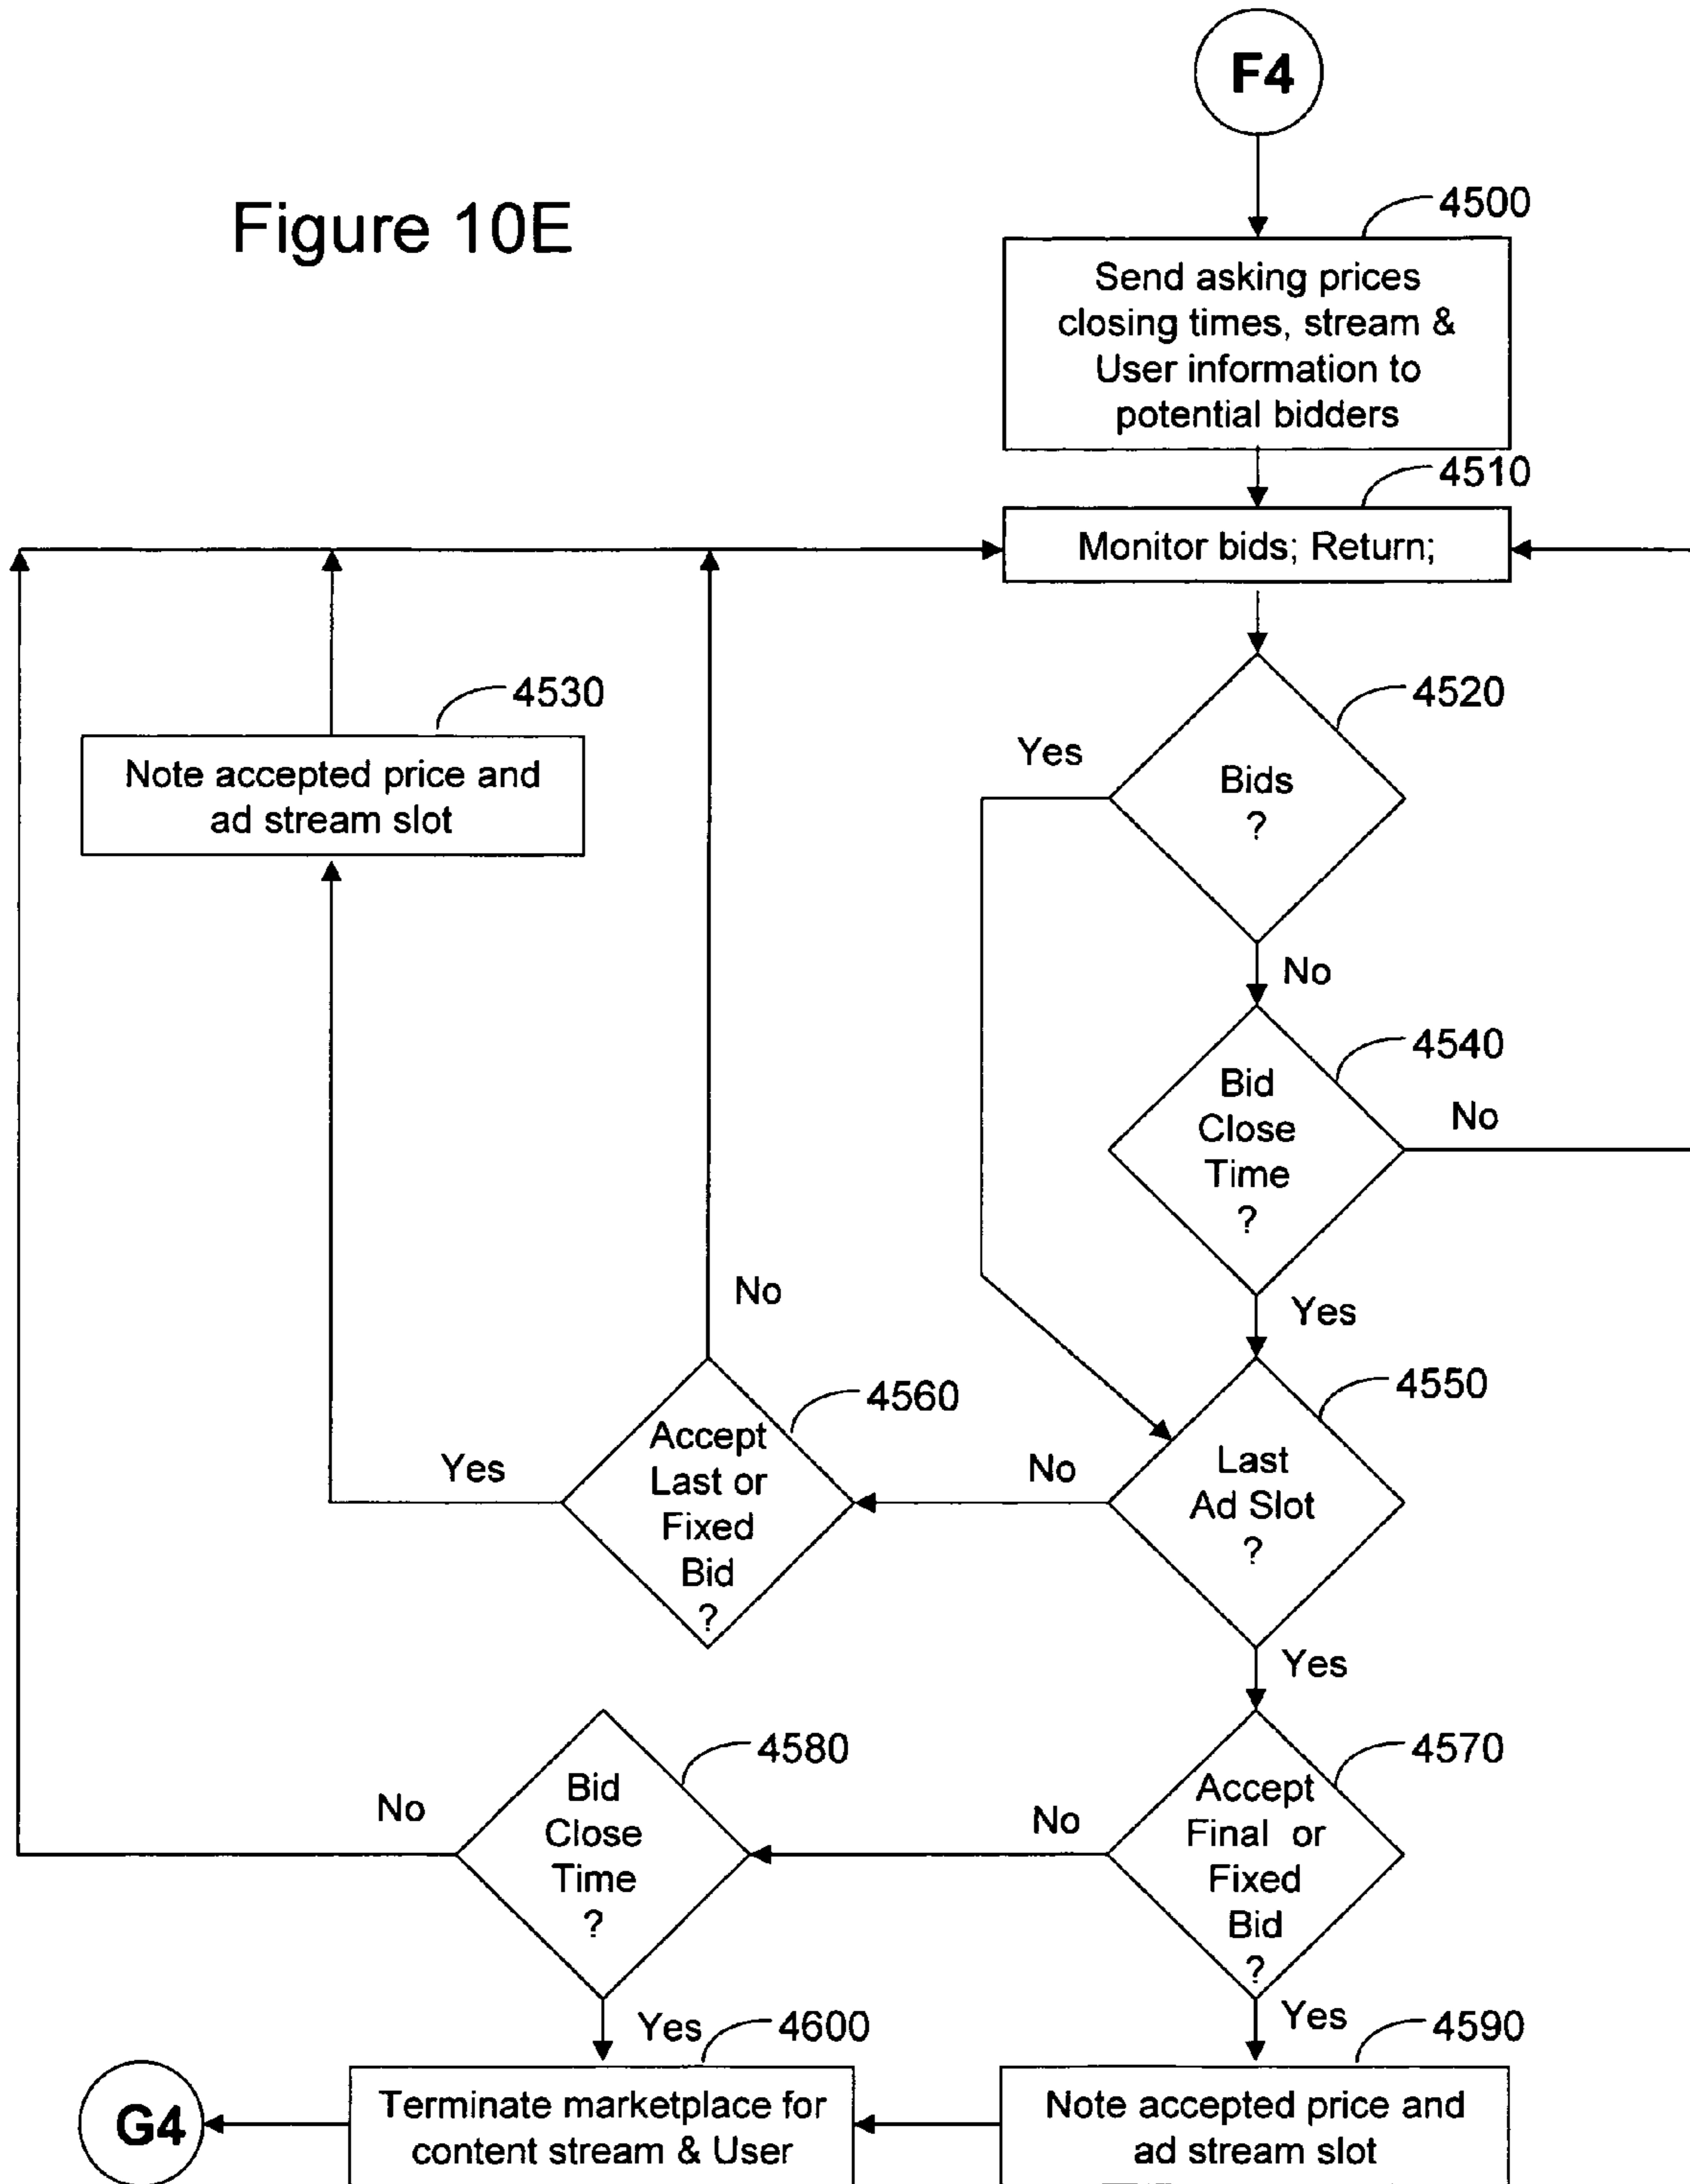 F4
Figure 10E
4500
Send asking prices
closing times, stream &
User information to
potential bidders
4510
Monitor bids; Return;
4520
Bids
?
Yes
No
4530
Note accepted price and
ad stream slot
4540
Bid
Close
Time
?
No
Yes
4550
Last
Ad Slot
?
No
Yes
4560
Accept
Last or
Fixed
Bid
?
No
Yes
4570
Accept
Final or
Fixed
Bid
?
No
Yes
4580
Bid
Close
Time
?
No
Yes
4590
Note accepted price and
ad stream slot
4600
Terminate marketplace for
content stream & User
G4